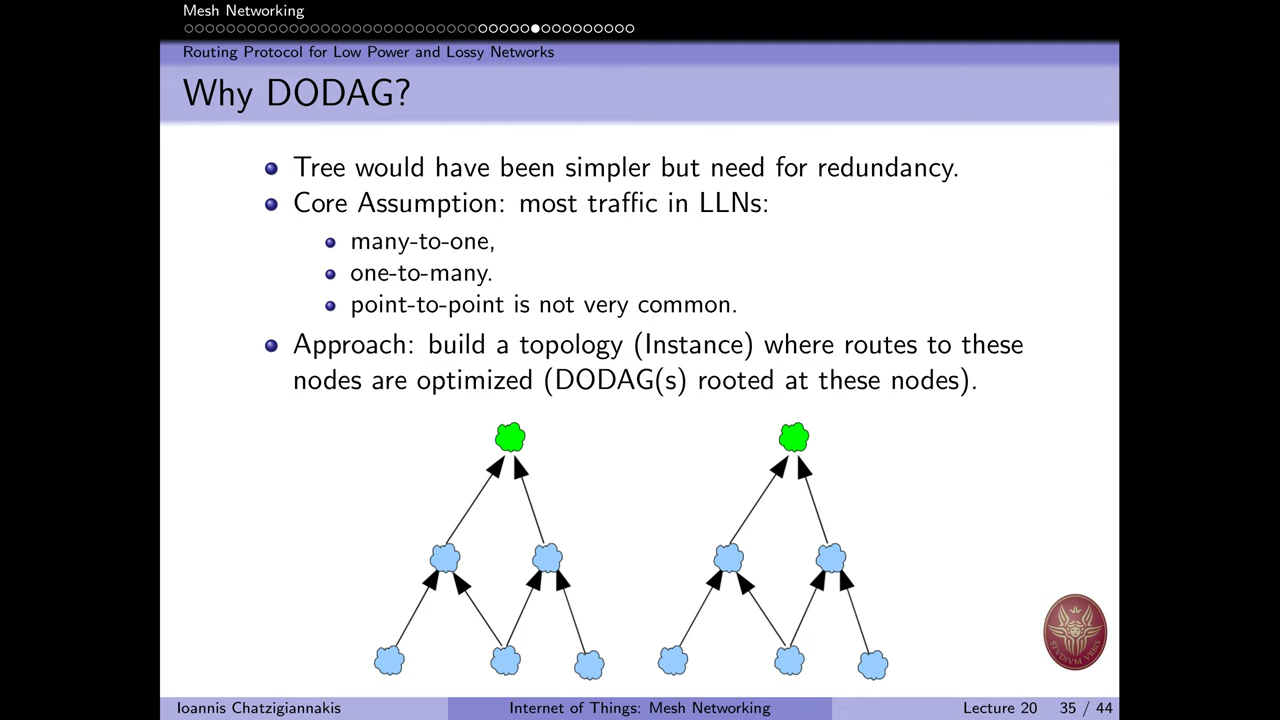 Mesh Networking
Routing Protocol for Low Power and Lossy Networks
Why DODAG?
Tree would have been simpler but need for redundancy.
Core Assumption: most traffic in LLNs:
many-to-one,
one-to-many.
point-to-point is not very common.
Approach: build a topology (Instance) where routes to these
nodes are optimized (DODAG(s) rooted at these nodes).
STVDIVM VRBIS
Ioannis Chatzigiannakis
Internet of Things: Mesh Networking
Lecture 20
35 / 44